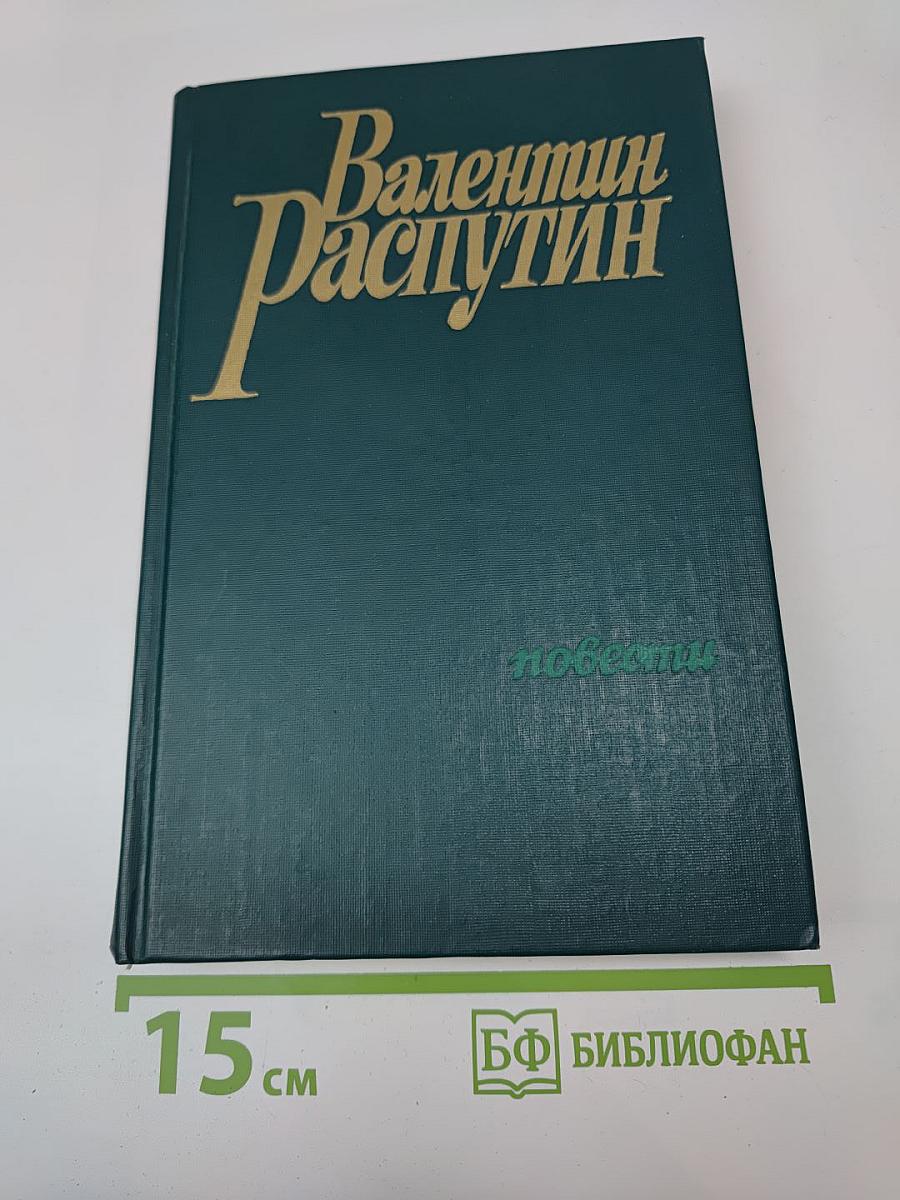 Валентин
Распутин
повести
15 см
БФ БИБЛИОФАН